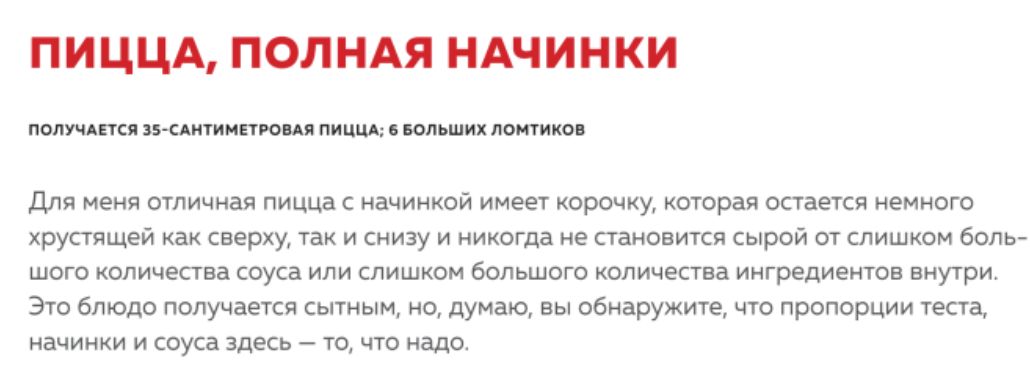 ПИЦЦА, ПОЛНАЯ НАЧИНКИ
ПОЛУЧАЕТСЯ 35-САНТИМЕТРОВАЯ ПИЦЦА; 6 БОЛЬШИХ ЛОМТИКОВ
Для меня отличная пицца с начинкой имеет корочку, которая остается немного
хрустящей как сверху, так и снизу и никогда не становится сырой от слишком боль-
шого количества соуса или слишком большого количества ингредиентов внутри.
Это блюдо получается сытным, но, думаю, вы обнаружите, что пропорции теста,
начинки и соуса здесь — то, что надо.